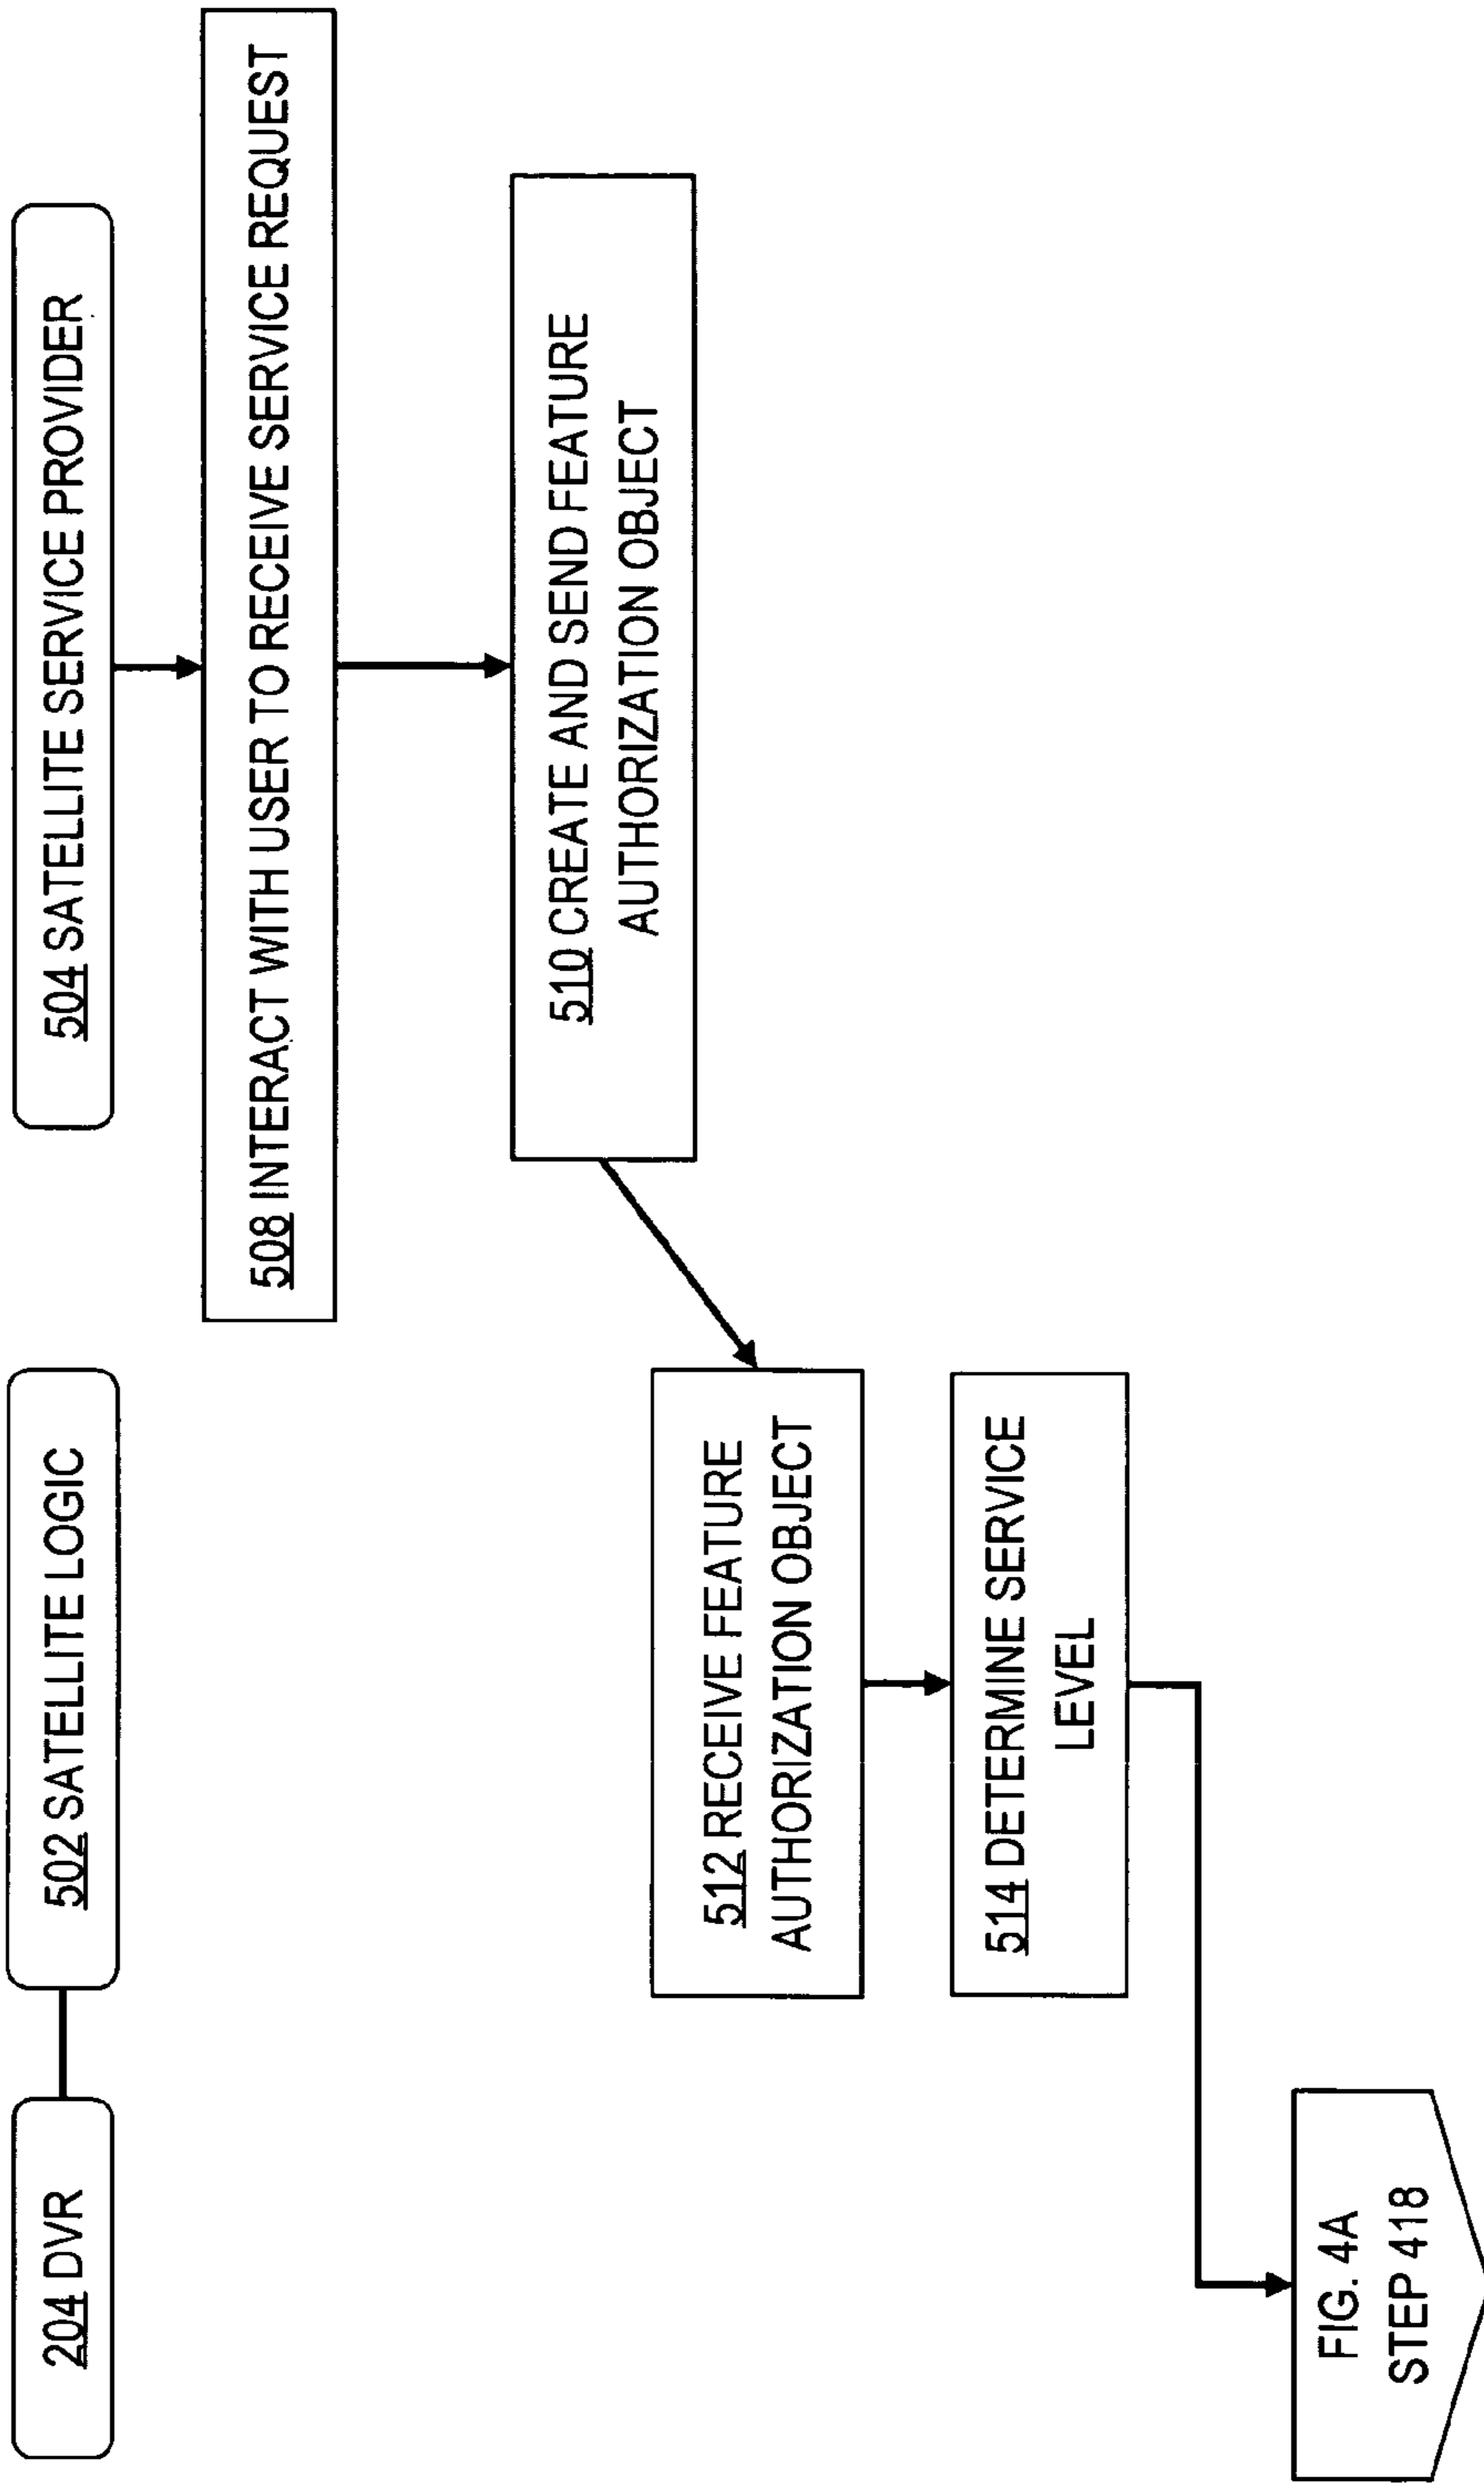 204 DVR
502 SATELLITE LOGIC
504 SATELLITE SERVICE PROVIDER
508 INTERACT WITH USER TO RECEIVE SERVICE REQUEST
510 CREATE AND SEND FEATURE
AUTHORIZATION OBJECT
512 RECEIVE FEATURE
AUTHORIZATION OBJECT
514 DETERMINE SERVICE
LEVEL
FIG. 4A
STEP 418